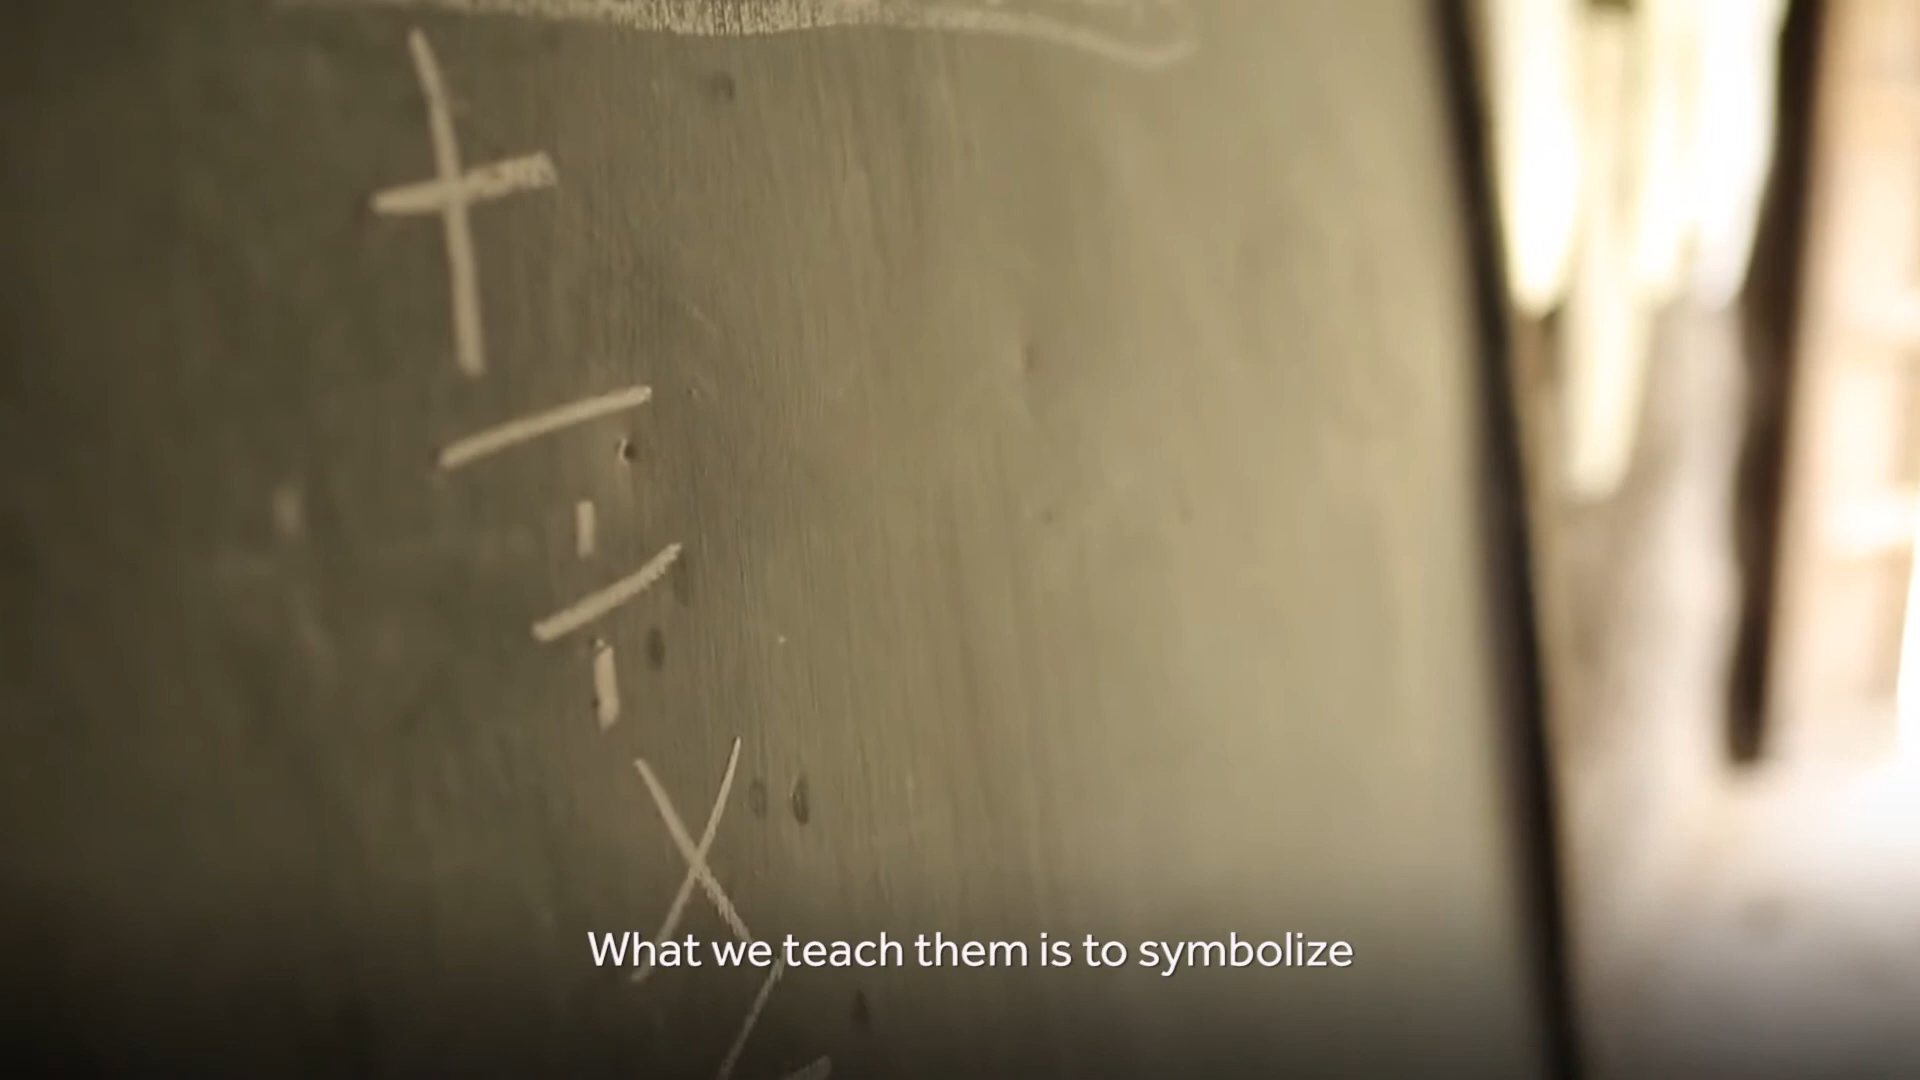 +
−
÷
×
What we teach them is to symbolize